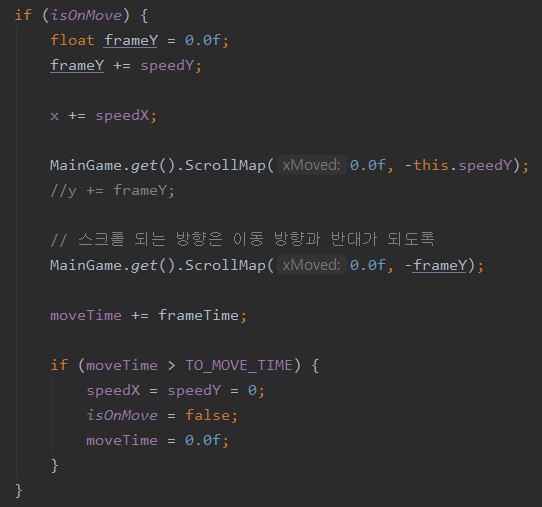 if (isOnMove) {
float frameY = 0.0f;
frameY += speedY;
x += speedX;
MainGame.get().ScrollMap( xMoved: 0.0f, -this.speedY);
//y += frameY;
// 스크롤 되는 방향은 이동 방향과 반대가 되도록
MainGame.get().ScrollMap( xMoved: 0.0f, -frameY);
moveTime += frameTime;
if (moveTime > TO_MOVE_TIME) {
speedX = speedY = 0;
isOnMove = false;
moveTime = 0.0f;
}
}